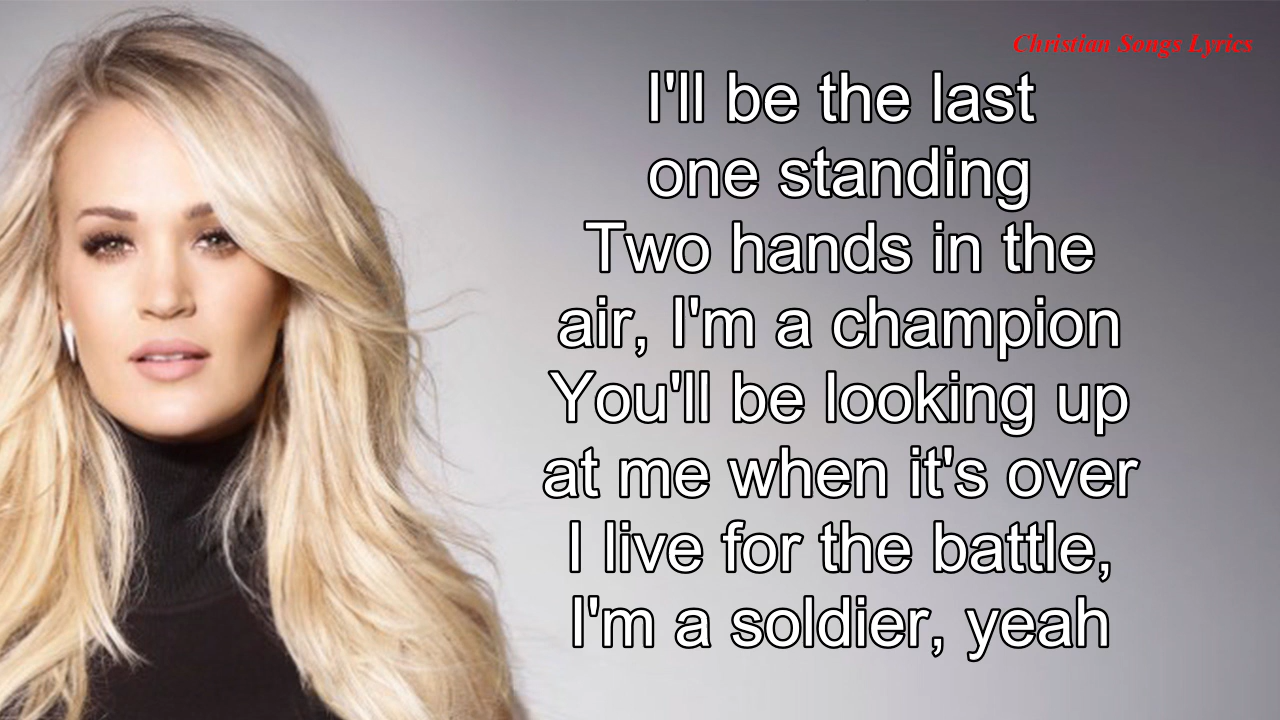 Christian Songs Lyrics
I'll be the last
one standing
Two hands in the
air, I'm a champion
You'll be looking up
at me when it's over
I live for the battle,
I'm a soldier, yeah